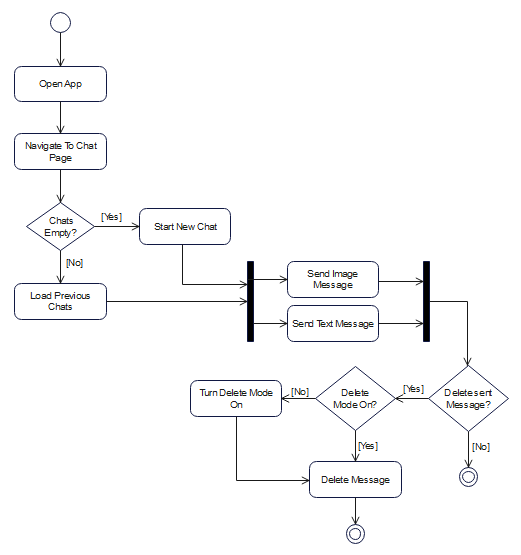 Open App
Navigate To Chat
Page
Chats
Empty?
[Yes]
Start New Chat
[No]
Load Previous
Chats
Send Image
Message
Send Text Message
Delete sent
Message?
[Yes]
[No]
Delete
Mode On?
[No]
[Yes]
Turn Delete Mode
On
Delete Message